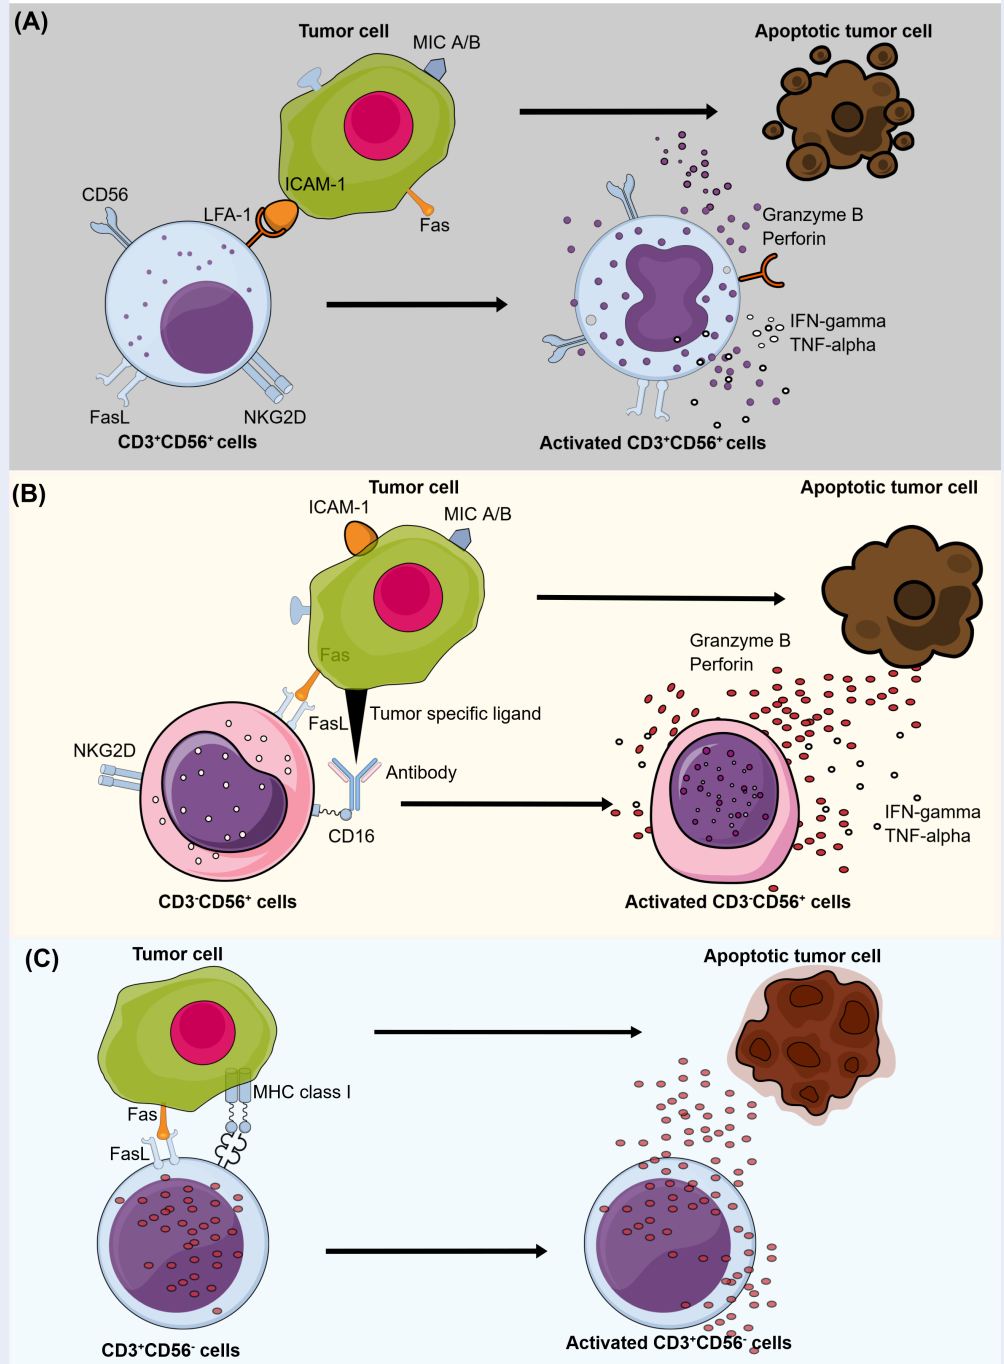 (A)
Tumor cell
MIC A/B
Apoptotic tumor cell
ICAM-1
CD56
LFA-1
Fas
Granzyme B
Perforin
IFN-gamma
TNF-alpha
FasL
NKG2D
CD3⁺CD56⁺ cells
Activated CD3⁺CD56⁺ cells
(B)
Tumor cell
Apoptotic tumor cell
ICAM-1
MIC A/B
Granzyme B
Perforin
Fas
FasL
Tumor specific ligand
NKG2D
Antibody
CD16
IFN-gamma
TNF-alpha
CD3⁻CD56⁺ cells
Activated CD3⁻CD56⁺ cells
(C)
Tumor cell
Apoptotic tumor cell
MHC class I
Fas
FasL
CD3⁺CD56⁻ cells
Activated CD3⁺CD56⁻ cells